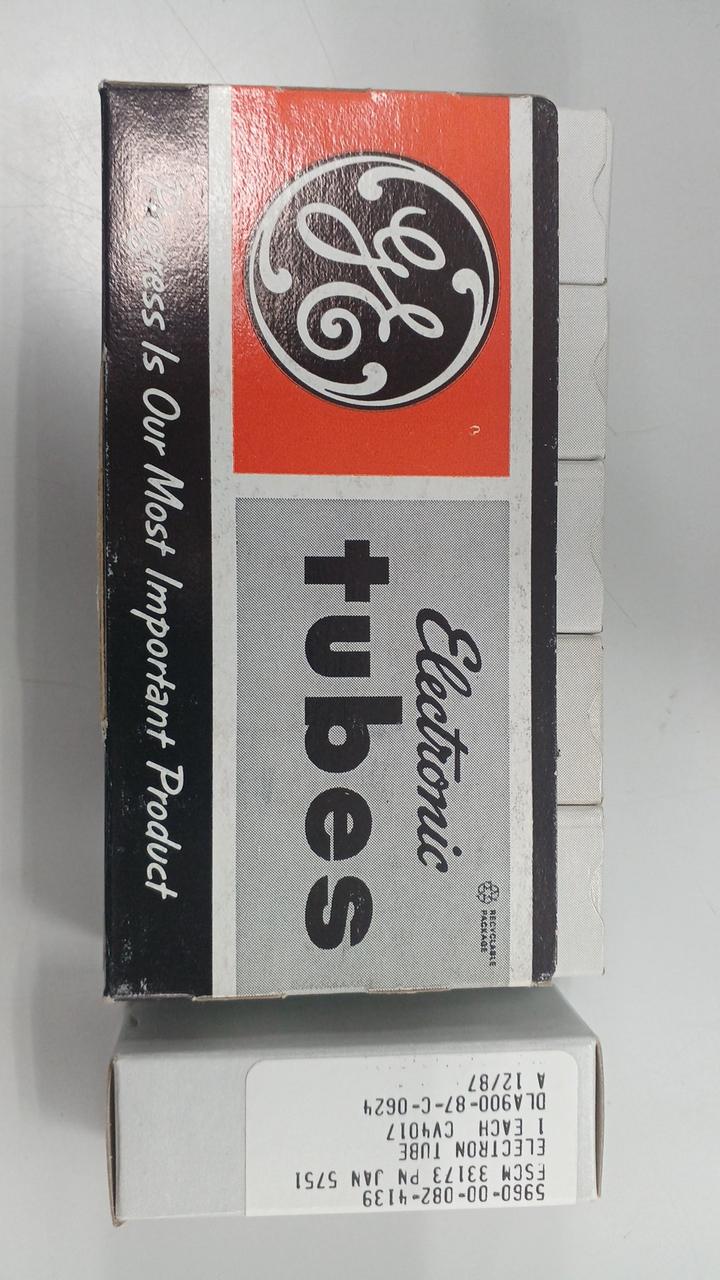 GE
Electronic
tubes
RECYCLABLE
PACKAGE
Progress Is Our Most Important Product
5960-00-082-4139
FSCM 33173 PN JAN 5751
ELECTRON TUBE
1 EACH CV4017
DLA900-87-C-0624
A 12/87